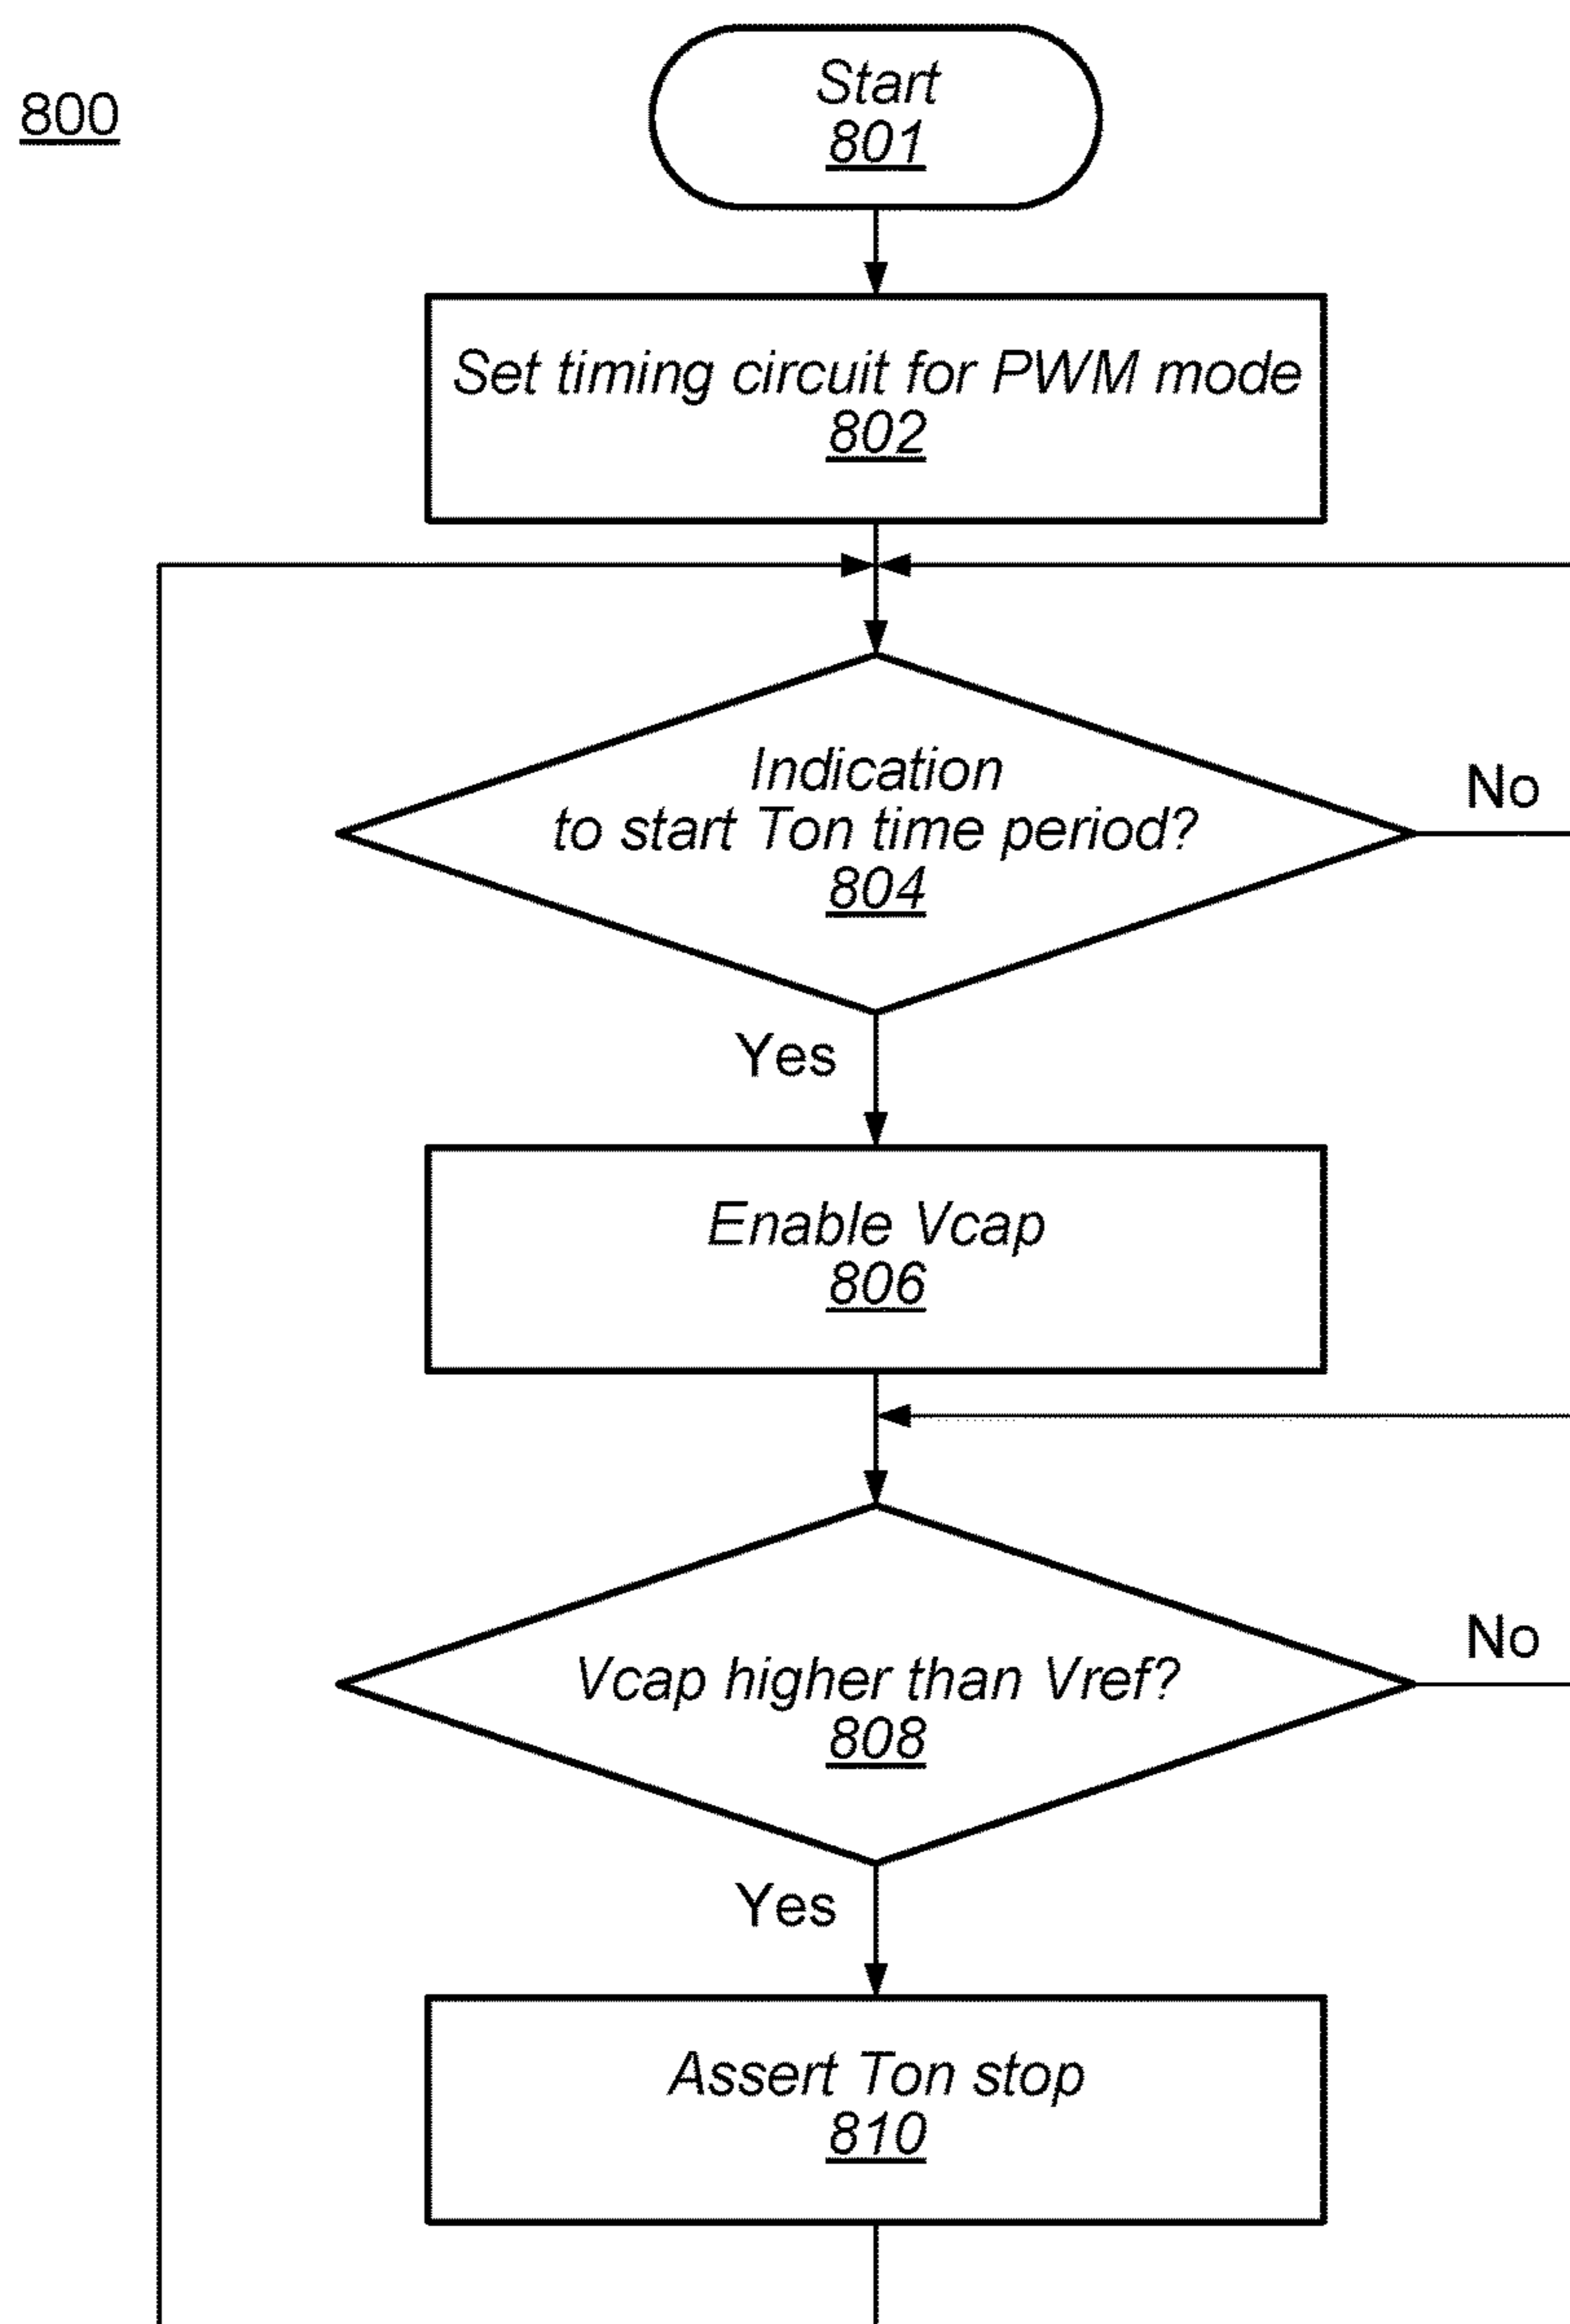 800
Start
801
Set timing circuit for PWM mode
802
Indication
to start Ton time period?
804
No
Yes
Enable Vcap
806
Vcap higher than Vref?
808
No
Yes
Assert Ton stop
810